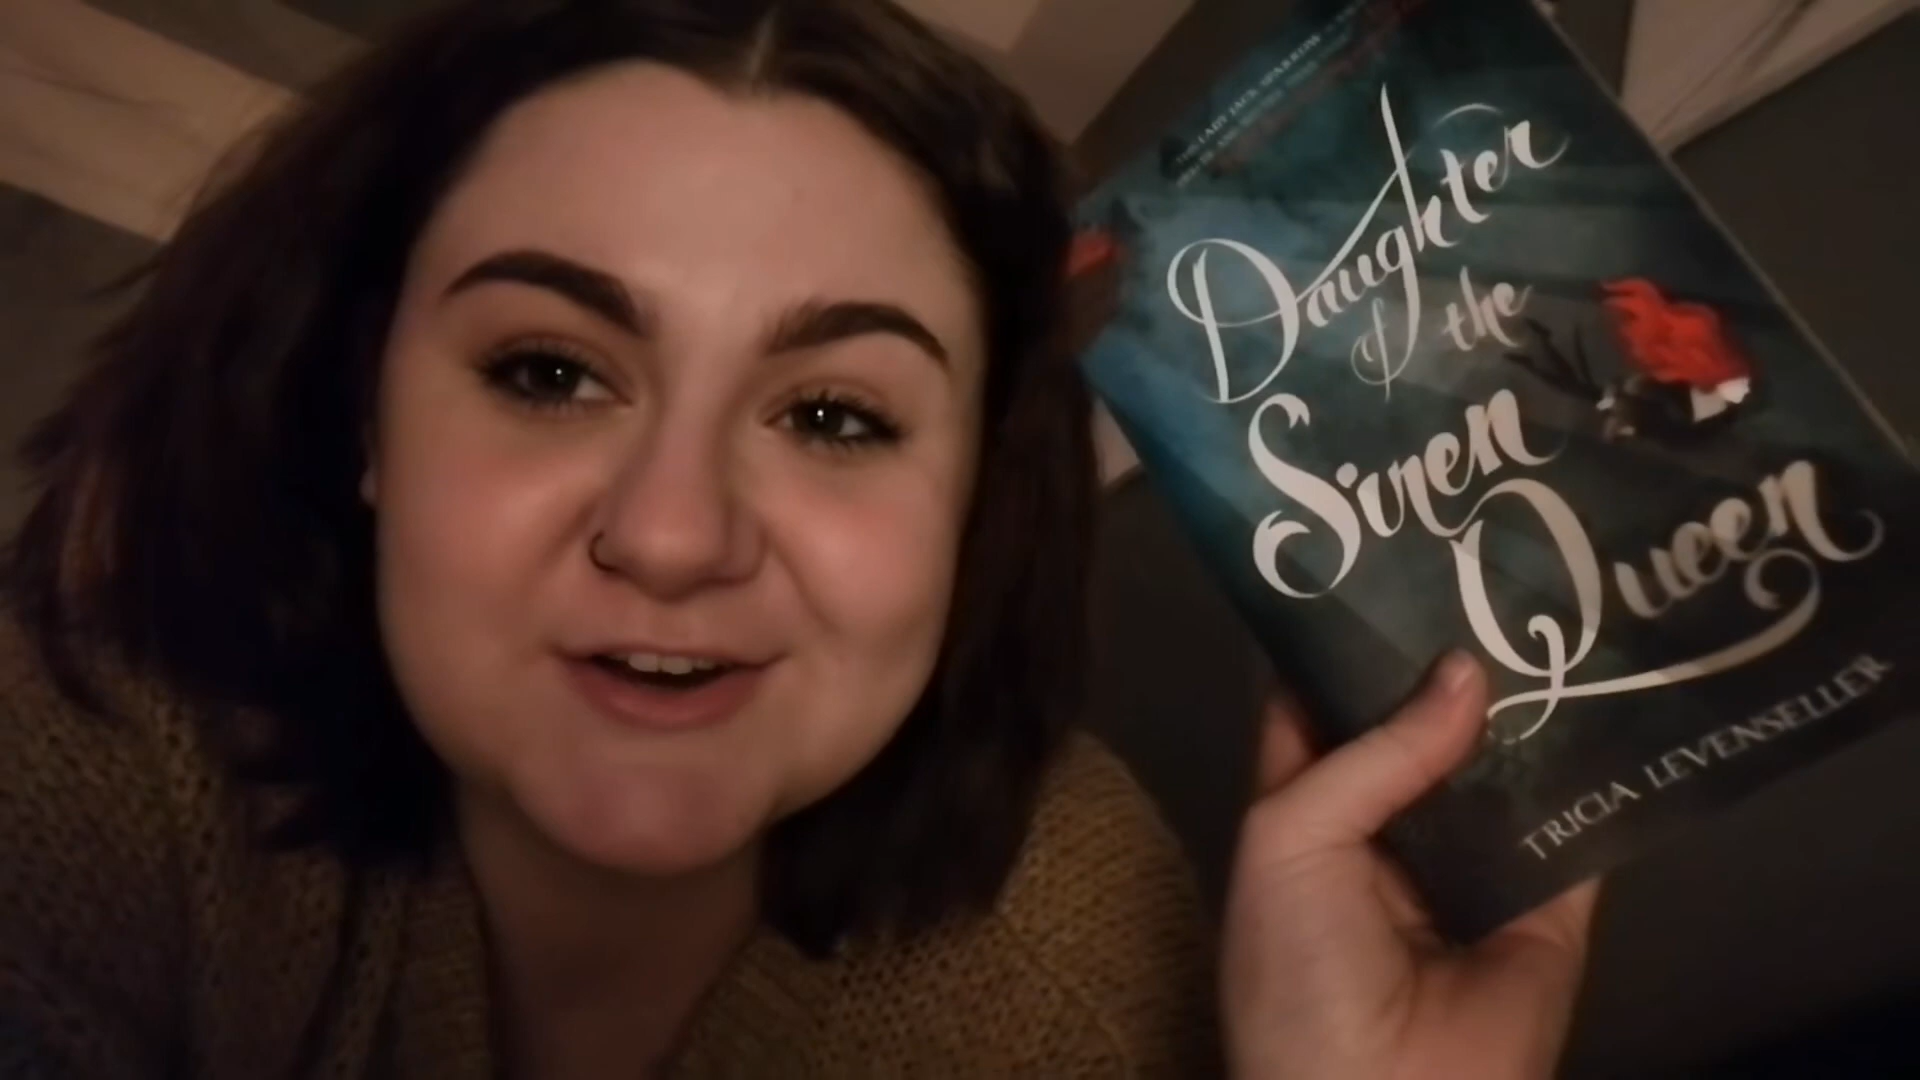 Daughter
of the
Siren
Queen
TRICIA LEVENSELLER